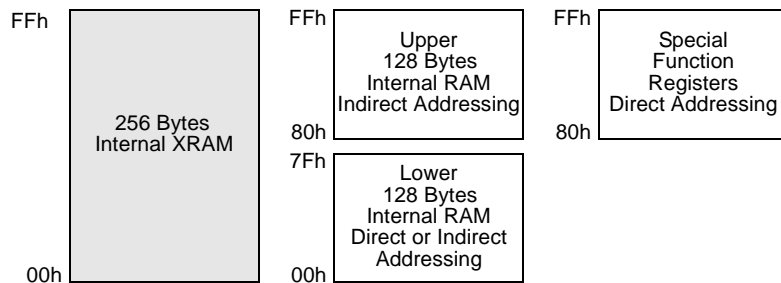 FFh
256 Bytes
Internal XRAM
00h
FFh
Upper
128 Bytes
Internal RAM
Indirect Addressing
80h
7Fh
Lower
128 Bytes
Internal RAM
Direct or Indirect
Addressing
00h
FFh
Special
Function
Registers
Direct Addressing
80h